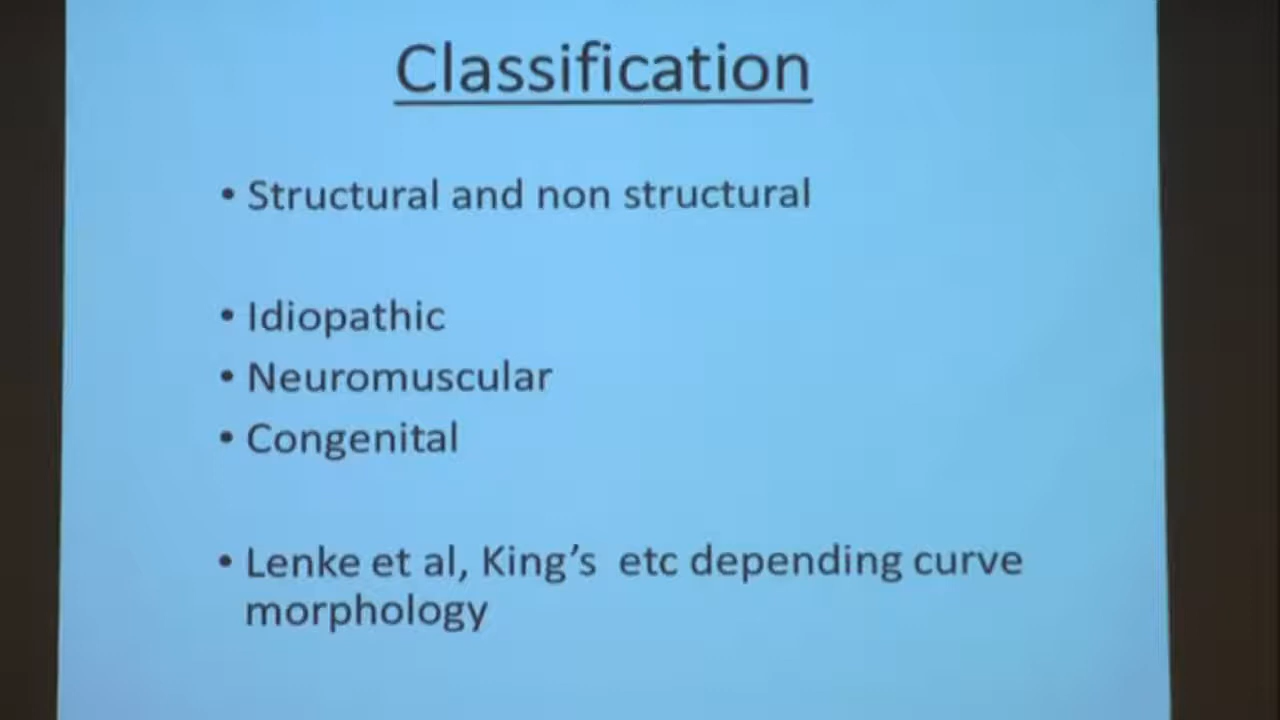 Classification
• Structural and non structural
• Idiopathic
• Neuromuscular
• Congenital
• Lenke et al, King's etc depending curve
morphology